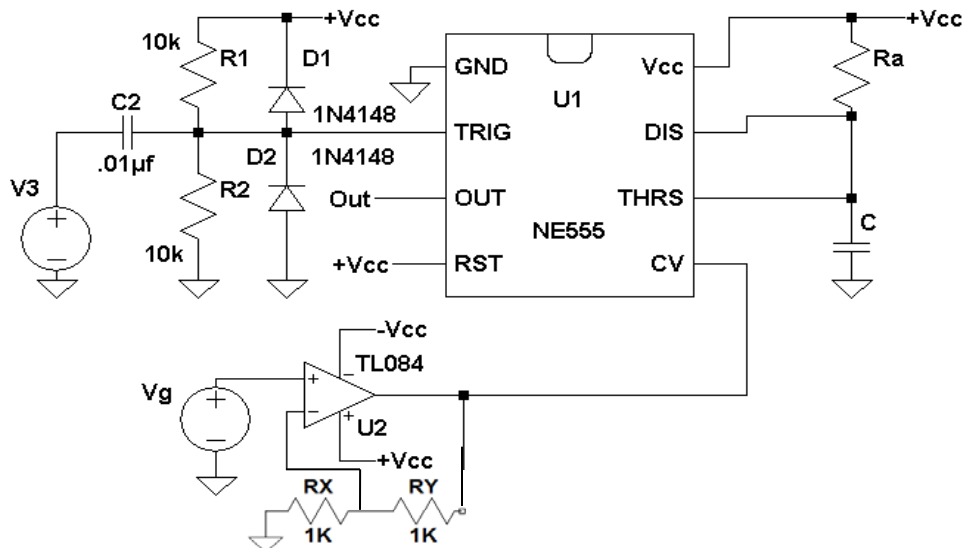 +Vcc
10k
R1
D1
1N4148
C2
.01µf
V3
+
−
R2
10k
D2
1N4148
Out
+Vcc
GND
TRIG
OUT
RST
U1
NE555
Vcc
DIS
THRS
CV
+Vcc
Ra
C
-Vcc
TL084
Vg
+
−
+
−
−
+
U2
+Vcc
RX
1K
RY
1K